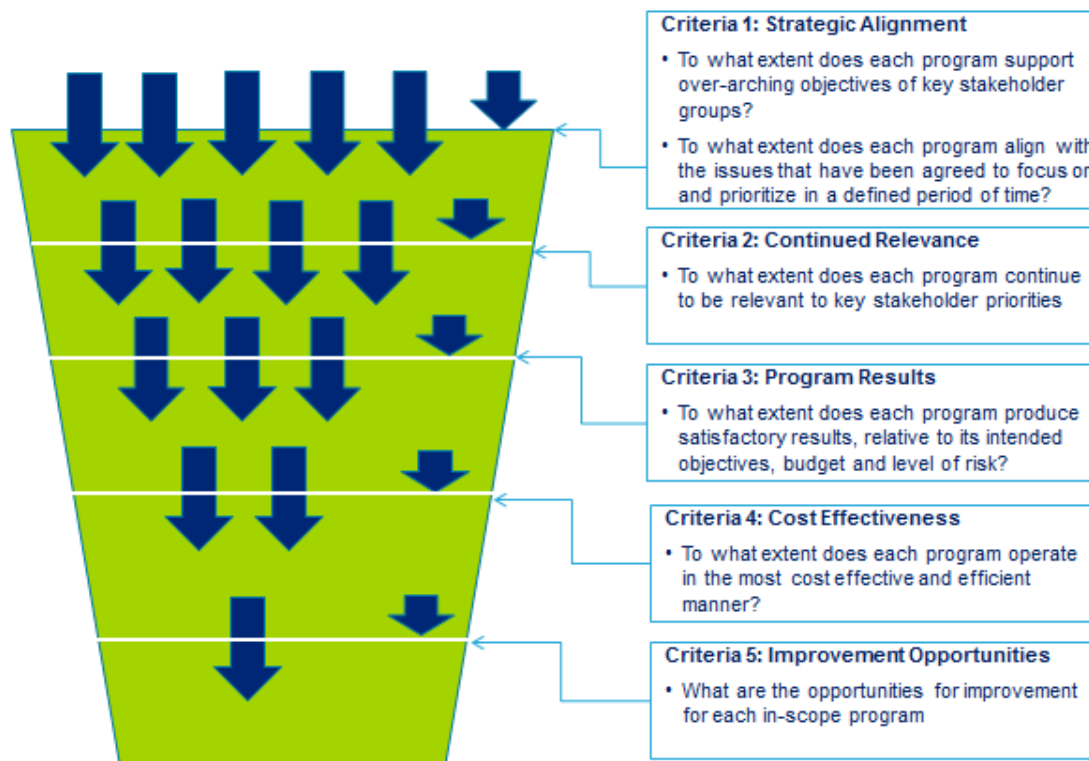 Criteria 1: Strategic Alignment
• To what extent does each program support
over-arching objectives of key stakeholder
groups?
• To what extent does each program align with
the issues that have been agreed to focus on
and prioritize in a defined period of time?
Criteria 2: Continued Relevance
• To what extent does each program continue
to be relevant to key stakeholder priorities
Criteria 3: Program Results
• To what extent does each program produce
satisfactory results, relative to its intended
objectives, budget and level of risk?
Criteria 4: Cost Effectiveness
• To what extent does each program operate
in the most cost effective and efficient
manner?
Criteria 5: Improvement Opportunities
• What are the opportunities for improvement
for each in-scope program